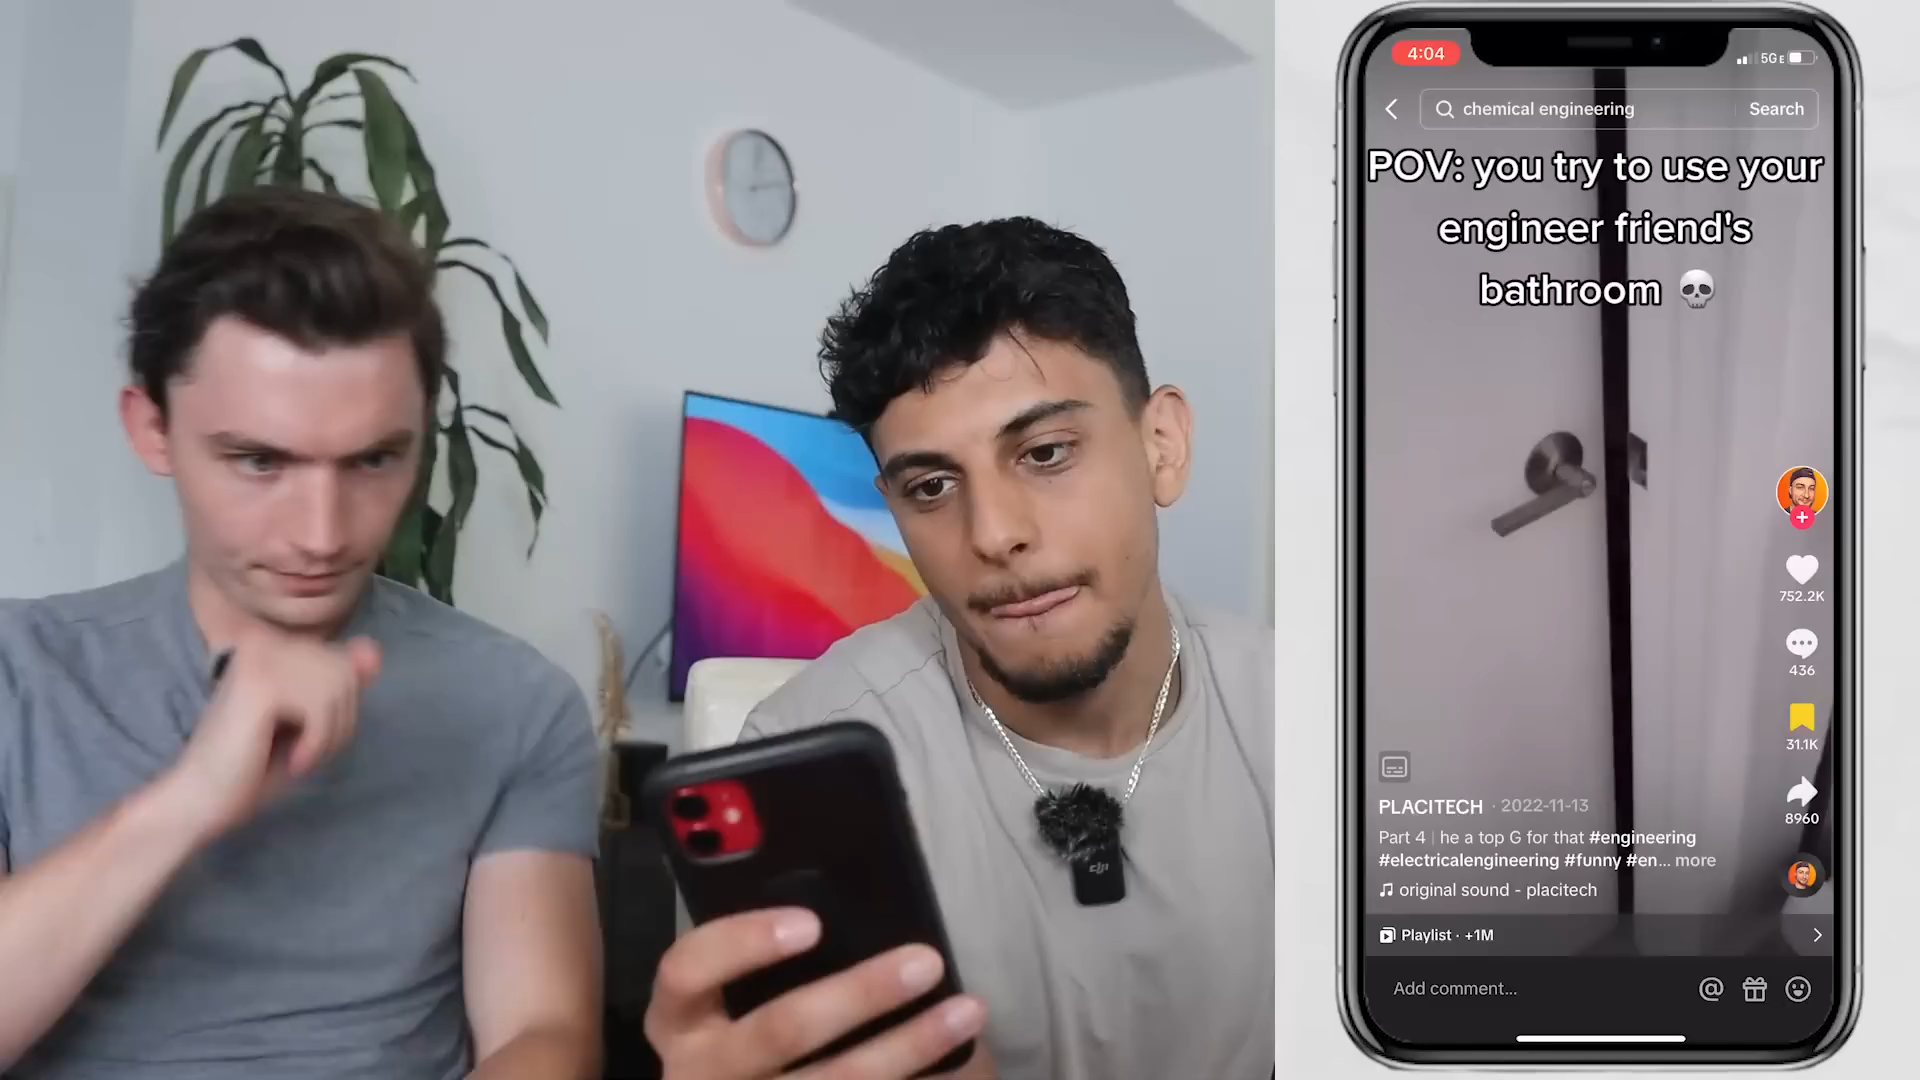 4:04
5GE
chemical engineering
Search
POV: you try to use your
engineer friend's
bathroom 💀
752.2K
436
31.1K
8960
PLACITECH · 2022-11-13
Part 4 | he a top G for that #engineering
#electricalengineering #funny #en... more
original sound - placitech
Playlist · +1M
Add comment...
dji